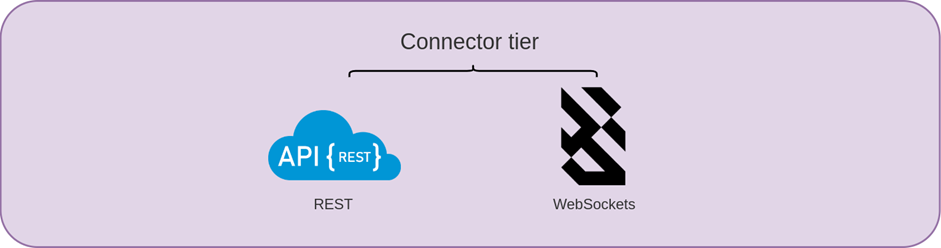 Connector tier
API {REST}
REST
WebSockets